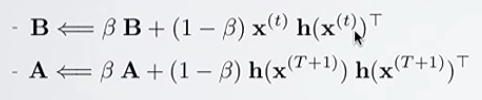 - B ⟸ β B + (1 − β) x⁽ᵗ⁾ h(x⁽ᵗ⁾)⊤
- A ⟸ β A + (1 − β) h(x⁽ᵀ⁺¹⁾) h(x⁽ᵀ⁺¹⁾)⊤